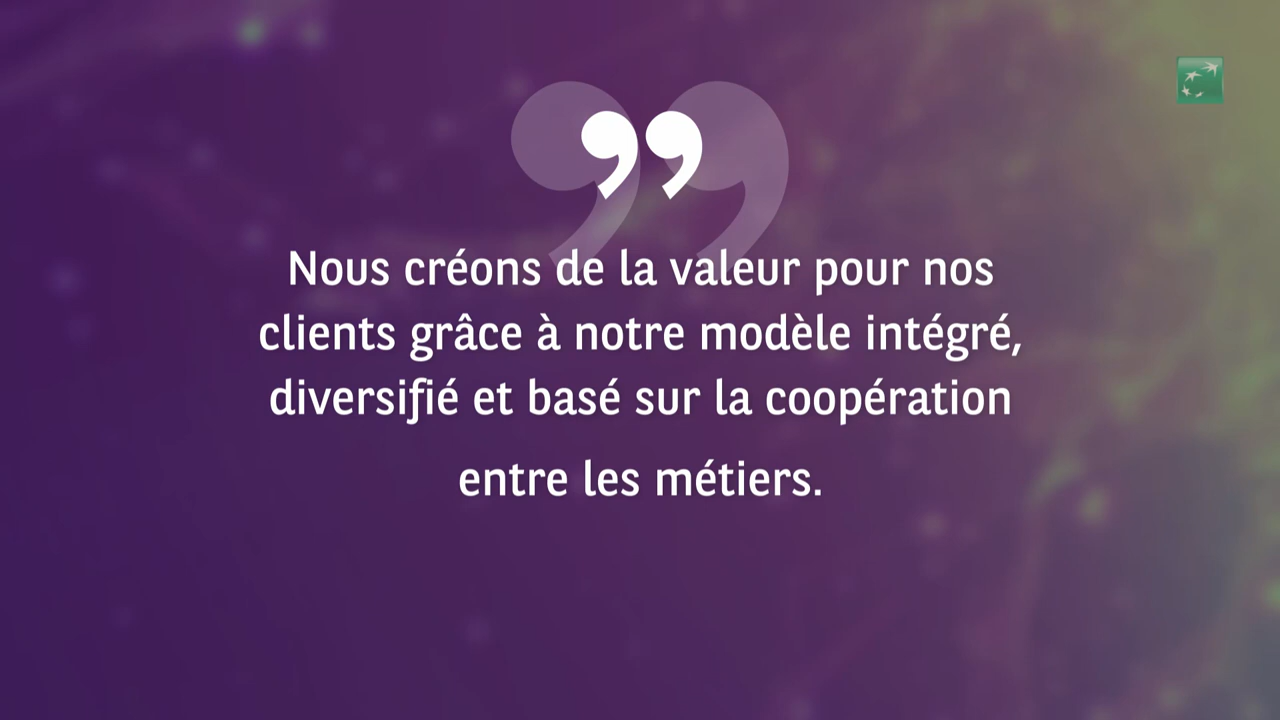 ”
Nous créons de la valeur pour nos
clients grâce à notre modèle intégré,
diversifié et basé sur la coopération
entre les métiers.